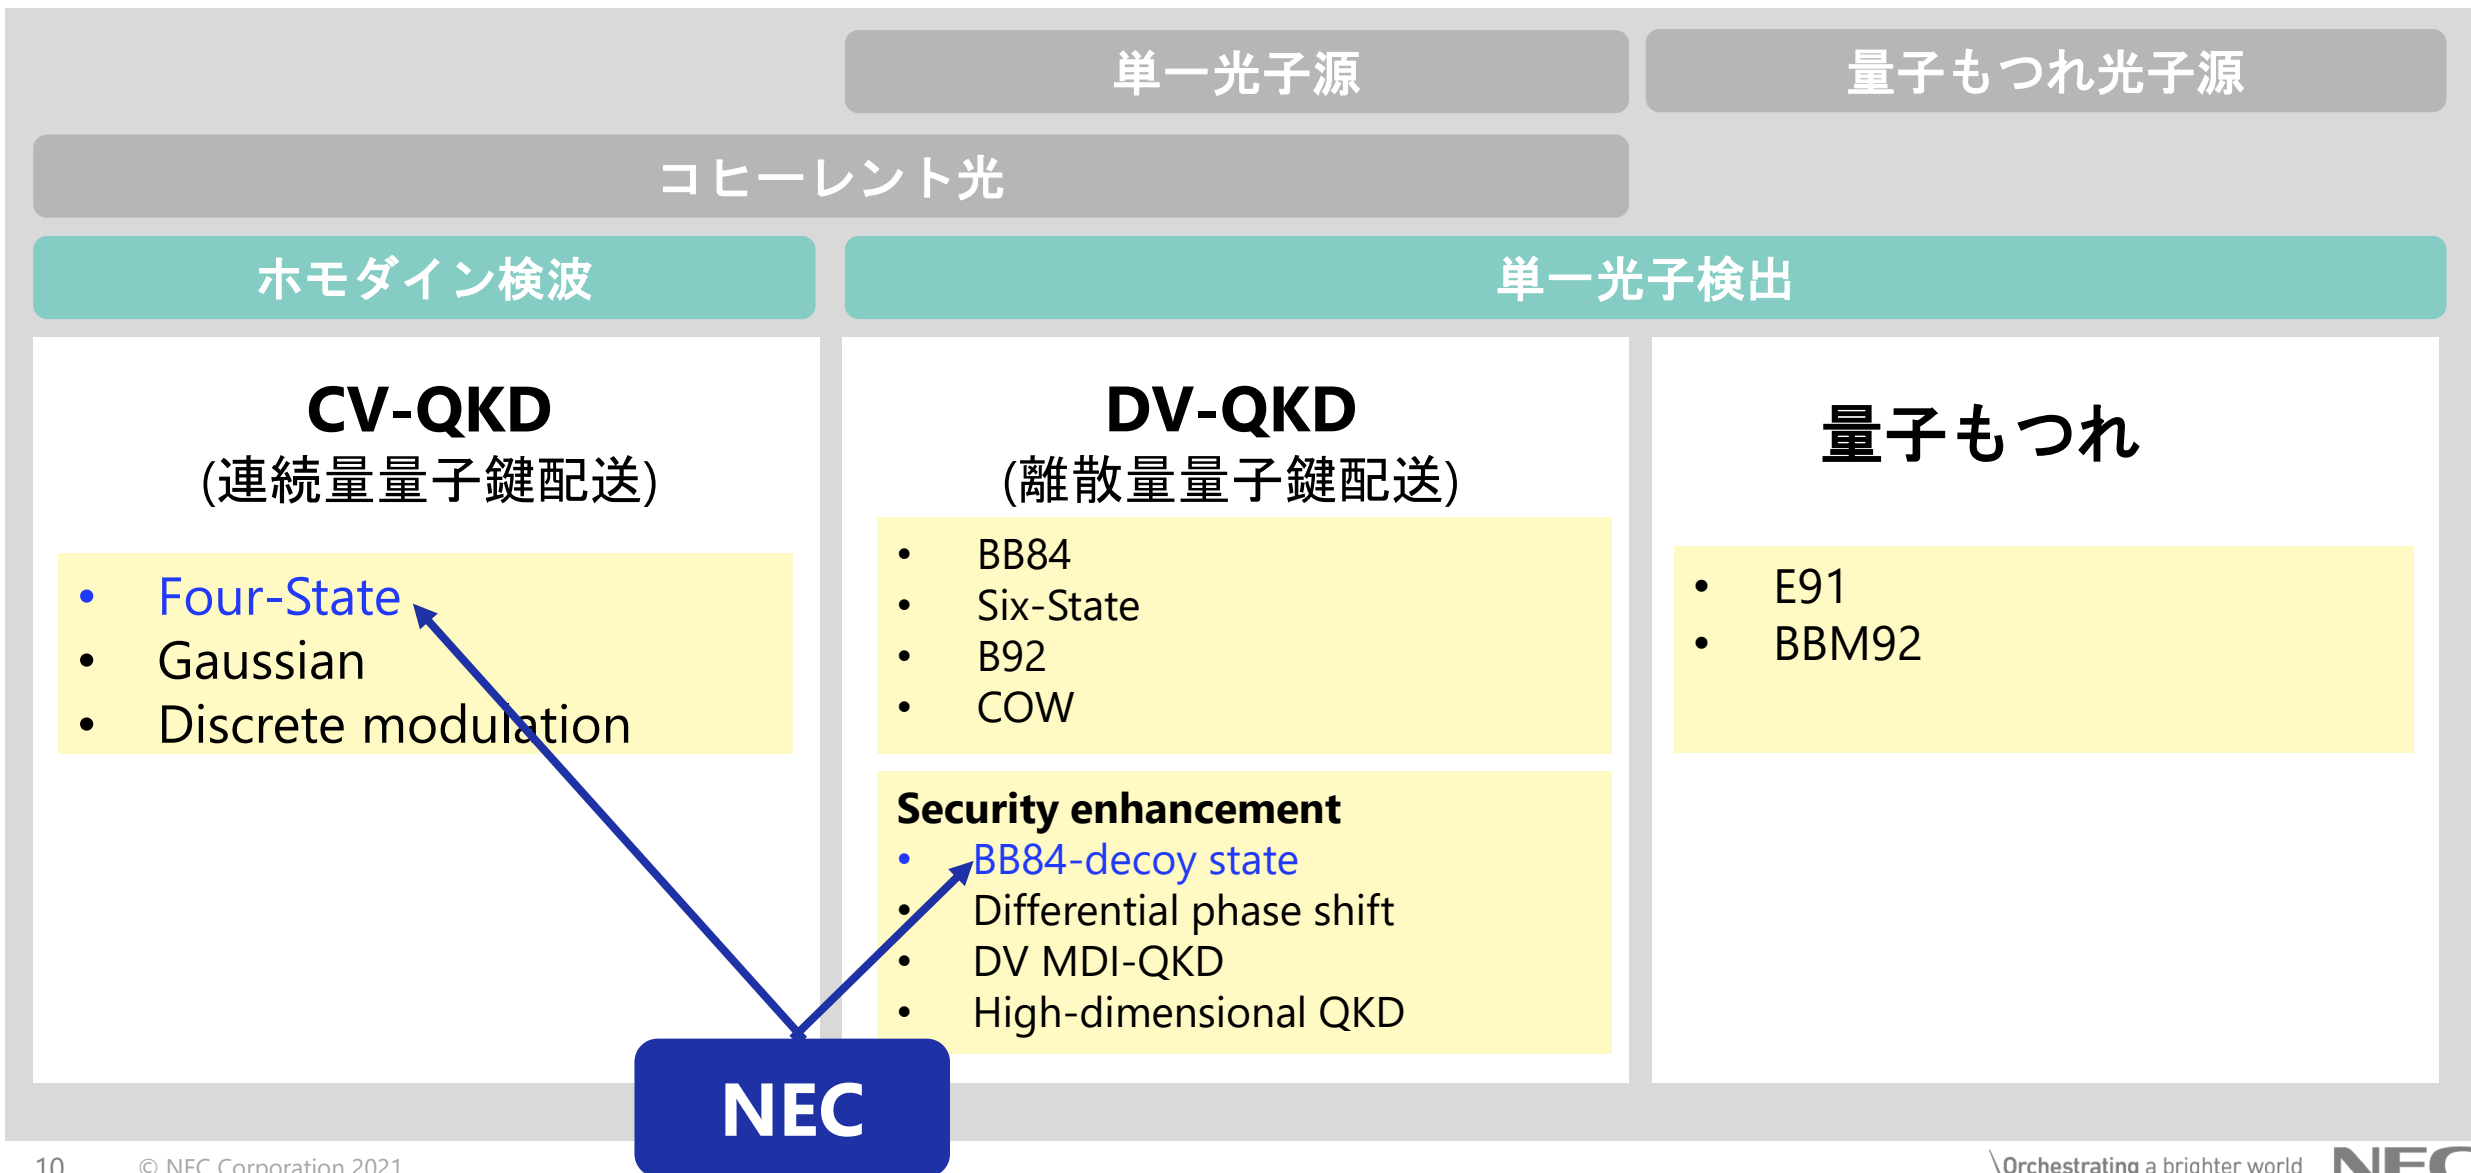 単一光子源
量子もつれ光子源
コヒーレント光
ホモダイン検波
単一光子検出
CV-QKD
(連続量量子鍵配送)
• Four-State
• Gaussian
• Discrete modulation
DV-QKD
(離散量量子鍵配送)
• BB84
• Six-State
• B92
• COW
Security enhancement
• BB84-decoy state
• Differential phase shift
• DV MDI-QKD
• High-dimensional QKD
量子もつれ
• E91
• BBM92
NEC
10
© NEC Corporation 2021
\Orchestrating a brighter world
NEC